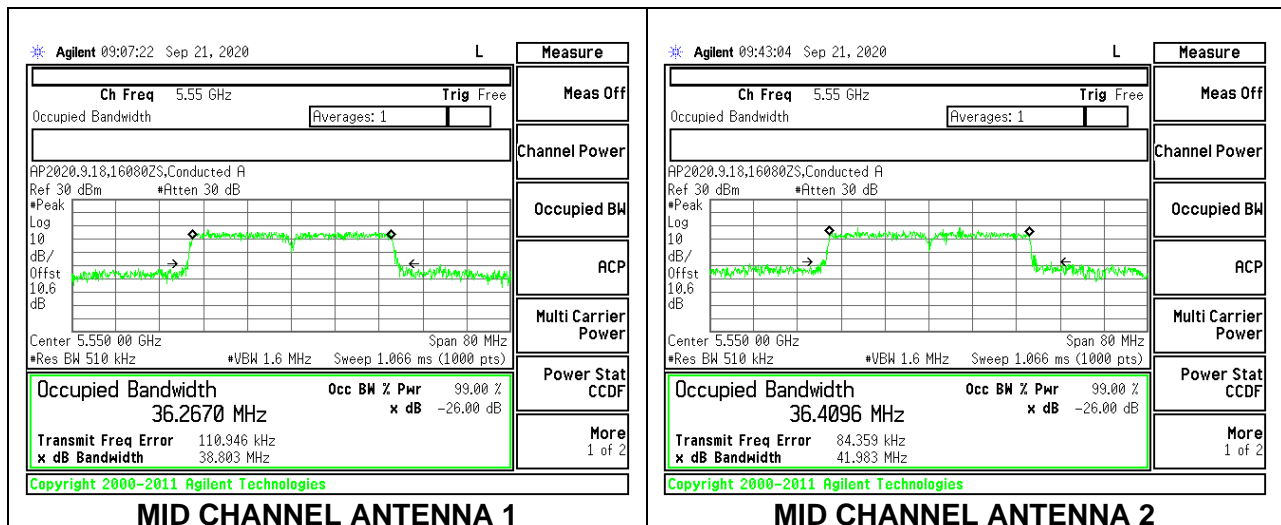 Agilent 09:07:22 Sep 21, 2020 L Measure
Ch Freq 5.55 GHz Trig Free Meas Off
Occupied Bandwidth Averages: 1
Channel Power
AP2020.9.18,16080ZS,Conducted A
Ref 30 dBm #Atten 30 dB
#Peak
Log
10
dB/
Offst
10.6
dB
Occupied BW
ACP
Multi Carrier
Power
Center 5.550 00 GHz Span 80 MHz
#Res BW 510 kHz #VBW 1.6 MHz Sweep 1.066 ms (1000 pts)
Power Stat
CCDF
Occupied Bandwidth Occ BW % Pwr 99.00 %
36.2670 MHz x dB -26.00 dB
Transmit Freq Error 110.946 kHz
x dB Bandwidth 38.803 MHz
More
1 of 2
Copyright 2000-2011 Agilent Technologies
MID CHANNEL ANTENNA 1
Agilent 09:43:04 Sep 21, 2020 L Measure
Ch Freq 5.55 GHz Trig Free Meas Off
Occupied Bandwidth Averages: 1
Channel Power
AP2020.9.18,16080ZS,Conducted A
Ref 30 dBm #Atten 30 dB
#Peak
Log
10
dB/
Offst
10.6
dB
Occupied BW
ACP
Multi Carrier
Power
Center 5.550 00 GHz Span 80 MHz
#Res BW 510 kHz #VBW 1.6 MHz Sweep 1.066 ms (1000 pts)
Power Stat
CCDF
Occupied Bandwidth Occ BW % Pwr 99.00 %
36.4096 MHz x dB -26.00 dB
Transmit Freq Error 84.359 kHz
x dB Bandwidth 41.983 MHz
More
1 of 2
Copyright 2000-2011 Agilent Technologies
MID CHANNEL ANTENNA 2